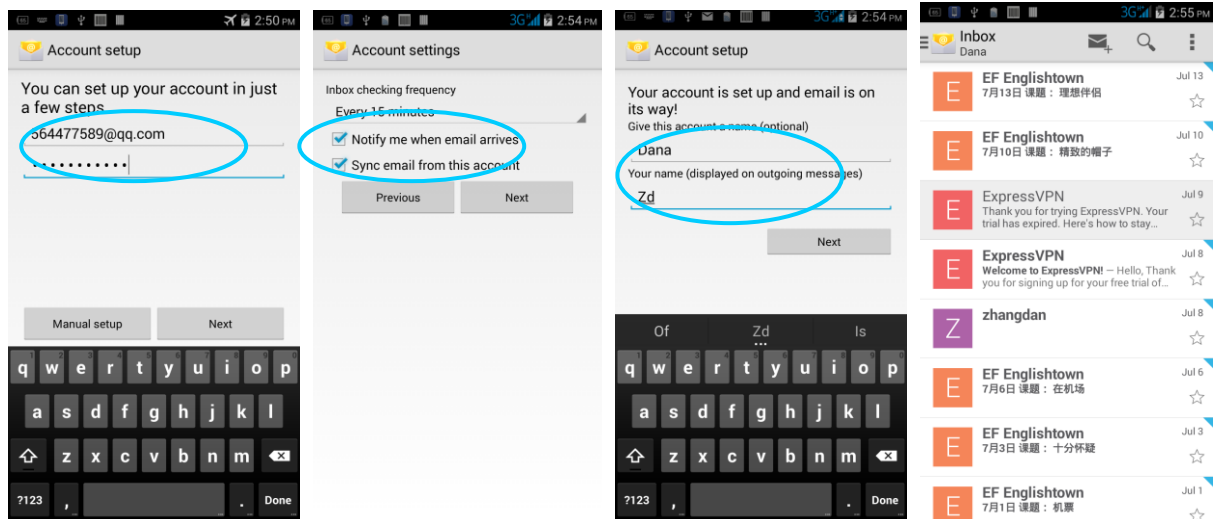 2:50 PM
Account setup
You can set up your account in just
a few steps
564477589@qq.com
Manual setup
Next
q w e r t y u i o p
a s d f g h j k l
z x c v b n m
?123 , . Done
3G 2:54 PM
Account settings
Inbox checking frequency
Every 15 minutes
Notify me when email arrives
Sync email from this account
Previous
Next
3G 2:54 PM
Account setup
Your account is set up and email is on
its way!
Give this account a name (optional)
Dana
Your name (displayed on outgoing messages)
Zd
Next
Of Zd Is
q w e r t y u i o p
a s d f g h j k l
z x c v b n m
?123 , . Done
3G 2:55 PM
Inbox
Dana
E
EF Englishtown
Jul 13
7月13日 课题： 理想伴侣
E
EF Englishtown
Jul 10
7月10日 课题： 精致的帽子
E
ExpressVPN
Jul 9
Thank you for trying ExpressVPN. Your
trial has expired. Here's how to stay...
E
ExpressVPN
Jul 8
Welcome to ExpressVPN! — Hello, Thank
you for signing up for your free trial of...
Z
zhangdan
Jul 8
E
EF Englishtown
Jul 6
7月6日 课题： 在机场
E
EF Englishtown
Jul 3
7月3日 课题： 十分怀疑
E
EF Englishtown
Jul 1
7月1日 课题： 机票